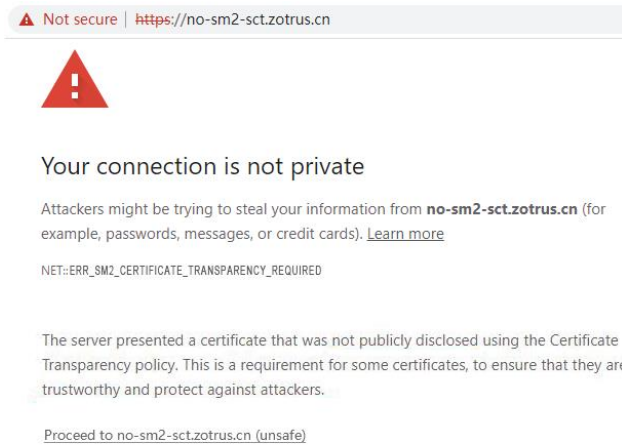 Not secure | https://no-sm2-sct.zotrus.cn
Your connection is not private
Attackers might be trying to steal your information from no-sm2-sct.zotrus.cn (for
example, passwords, messages, or credit cards). Learn more
NET::ERR_SM2_CERTIFICATE_TRANSPARENCY_REQUIRED
The server presented a certificate that was not publicly disclosed using the Certificate
Transparency policy. This is a requirement for some certificates, to ensure that they are
trustworthy and protect against attackers.
Proceed to no-sm2-sct.zotrus.cn (unsafe)